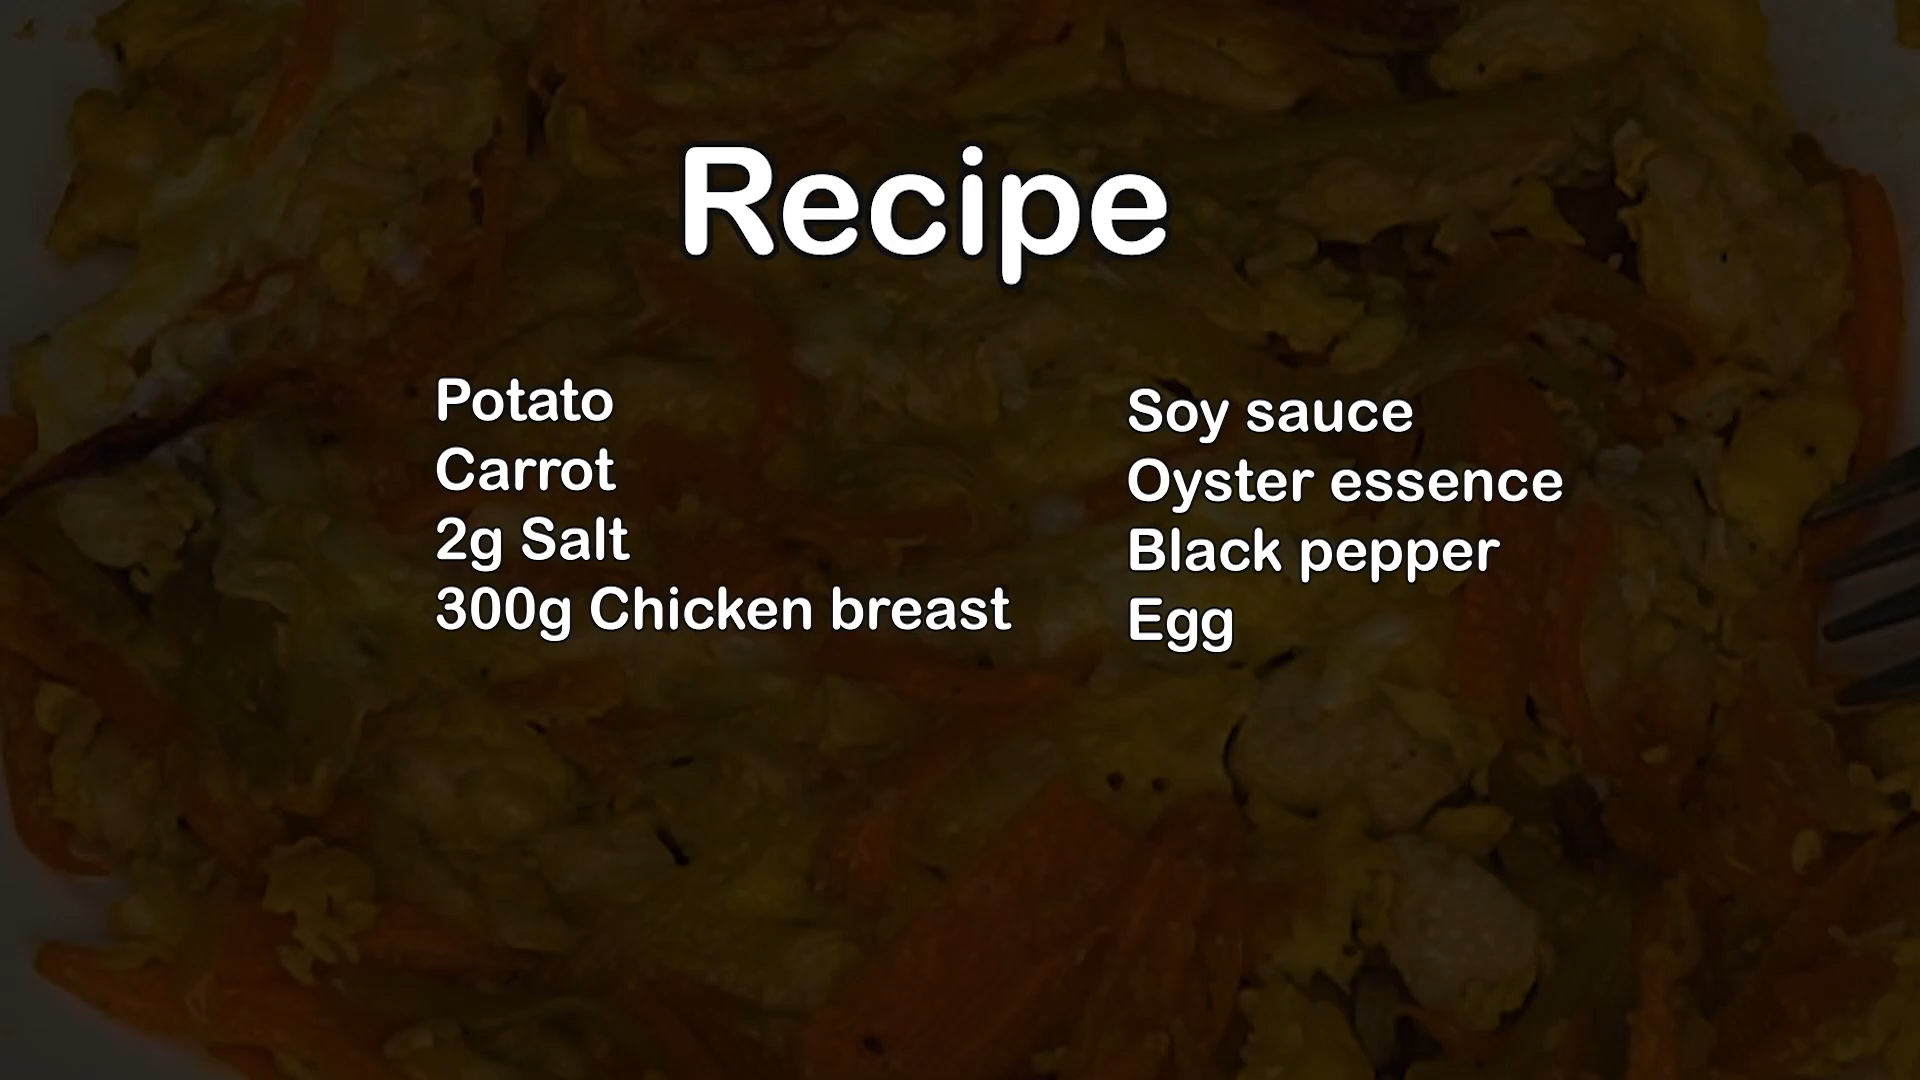 Recipe
Potato
Carrot
2g Salt
300g Chicken breast
Soy sauce
Oyster essence
Black pepper
Egg